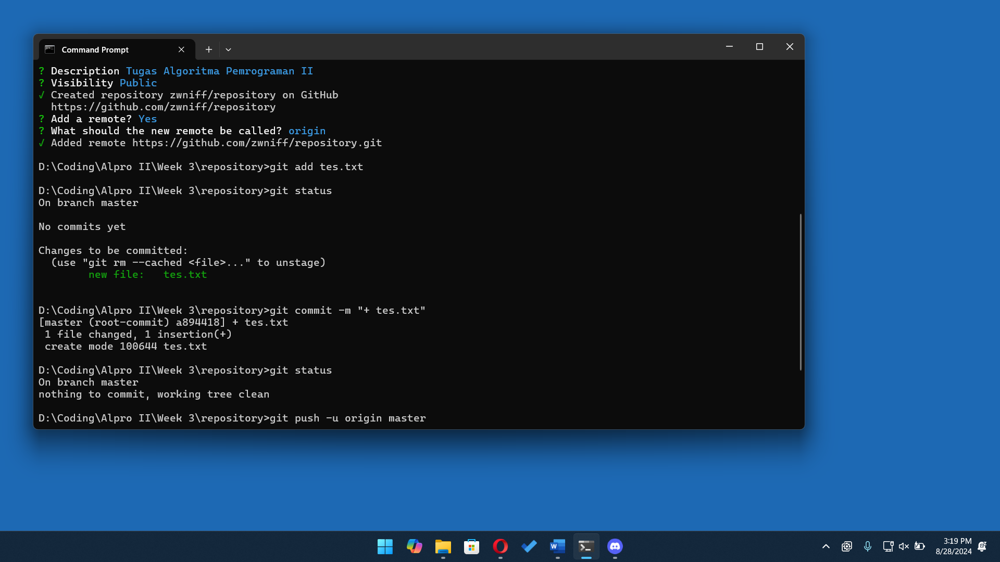 Command Prompt
? Description Tugas Algoritma Pemrograman II
? Visibility Public
√ Created repository zwniff/repository on GitHub
  https://github.com/zwniff/repository
? Add a remote? Yes
? What should the new remote be called? origin
√ Added remote https://github.com/zwniff/repository.git
D:\Coding\Alpro II\Week 3\repository>git add tes.txt
D:\Coding\Alpro II\Week 3\repository>git status
On branch master
No commits yet
Changes to be committed:
  (use "git rm --cached <file>..." to unstage)
        new file:   tes.txt
D:\Coding\Alpro II\Week 3\repository>git commit -m "+ tes.txt"
[master (root-commit) a894418] + tes.txt
 1 file changed, 1 insertion(+)
 create mode 100644 tes.txt
D:\Coding\Alpro II\Week 3\repository>git status
On branch master
nothing to commit, working tree clean
D:\Coding\Alpro II\Week 3\repository>git push -u origin master
3:19 PM
8/28/2024